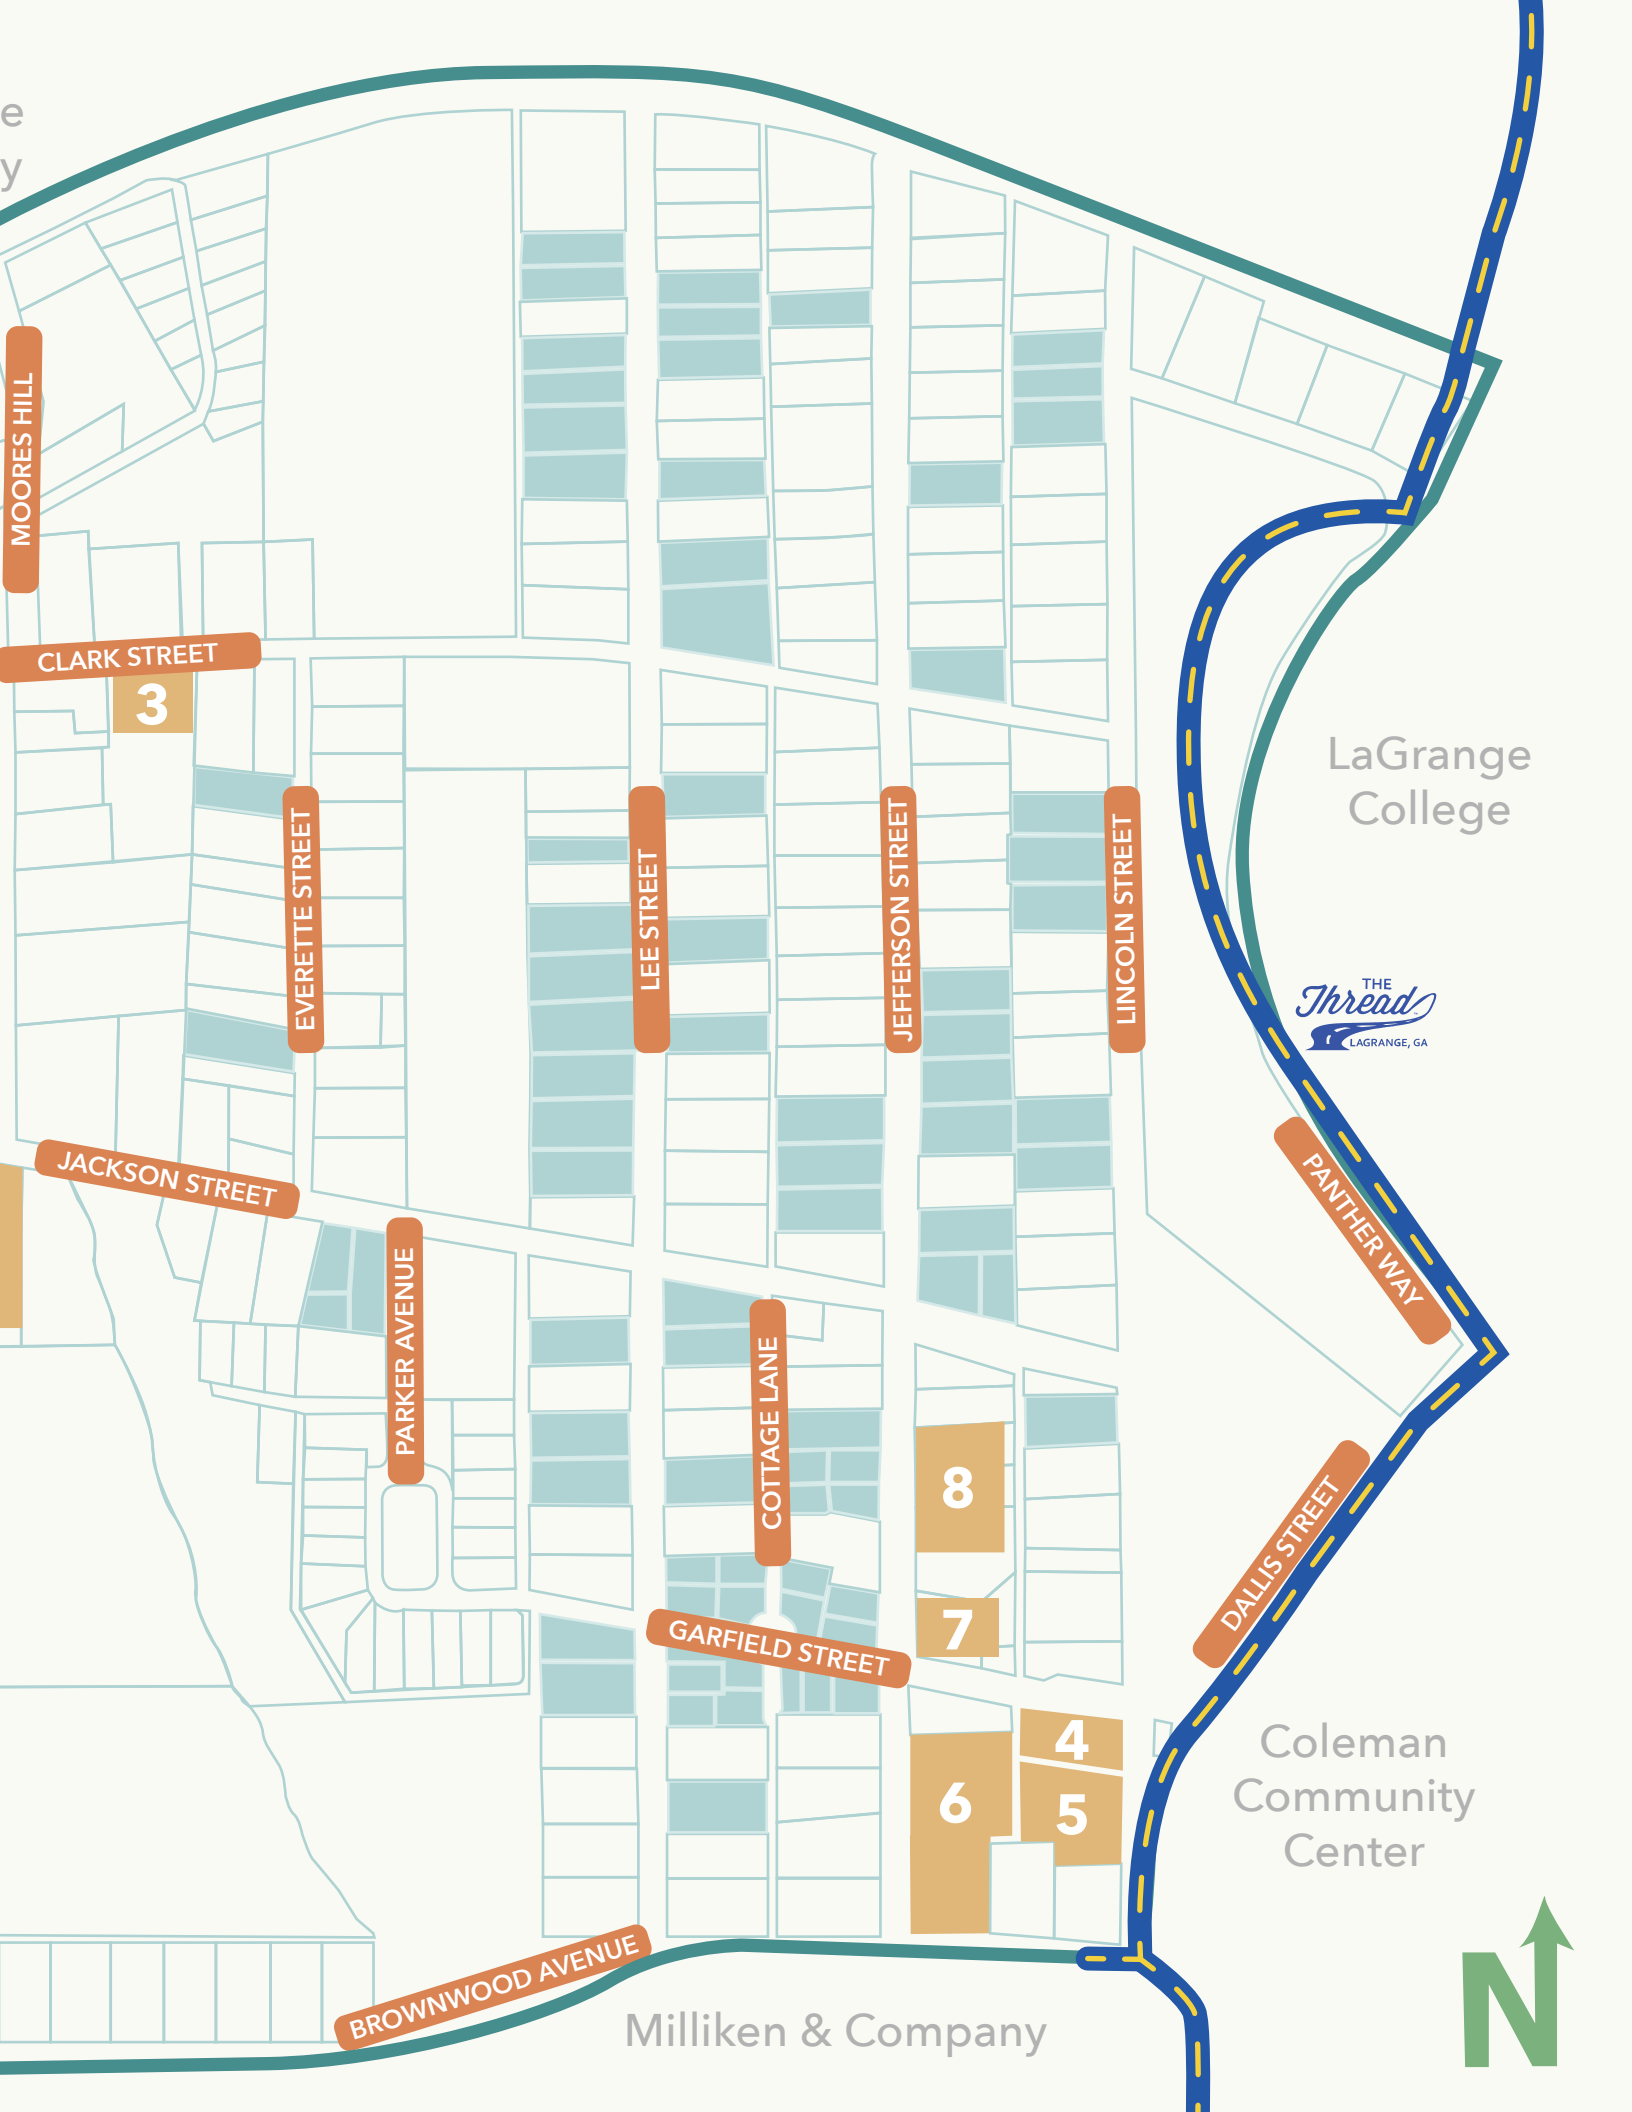 e
y
MOORES HILL
CLARK STREET
3
EVERETTE STREET
LEE STREET
JEFFERSON STREET
LINCOLN STREET
LaGrange
College
THE
Thread
LAGRANGE, GA
PANTHER WAY
JACKSON STREET
PARKER AVENUE
COTTAGE LANE
8
DALLIS STREET
7
GARFIELD STREET
4
6
5
Coleman
Community
Center
BROWNWOOD AVENUE
Milliken & Company
N